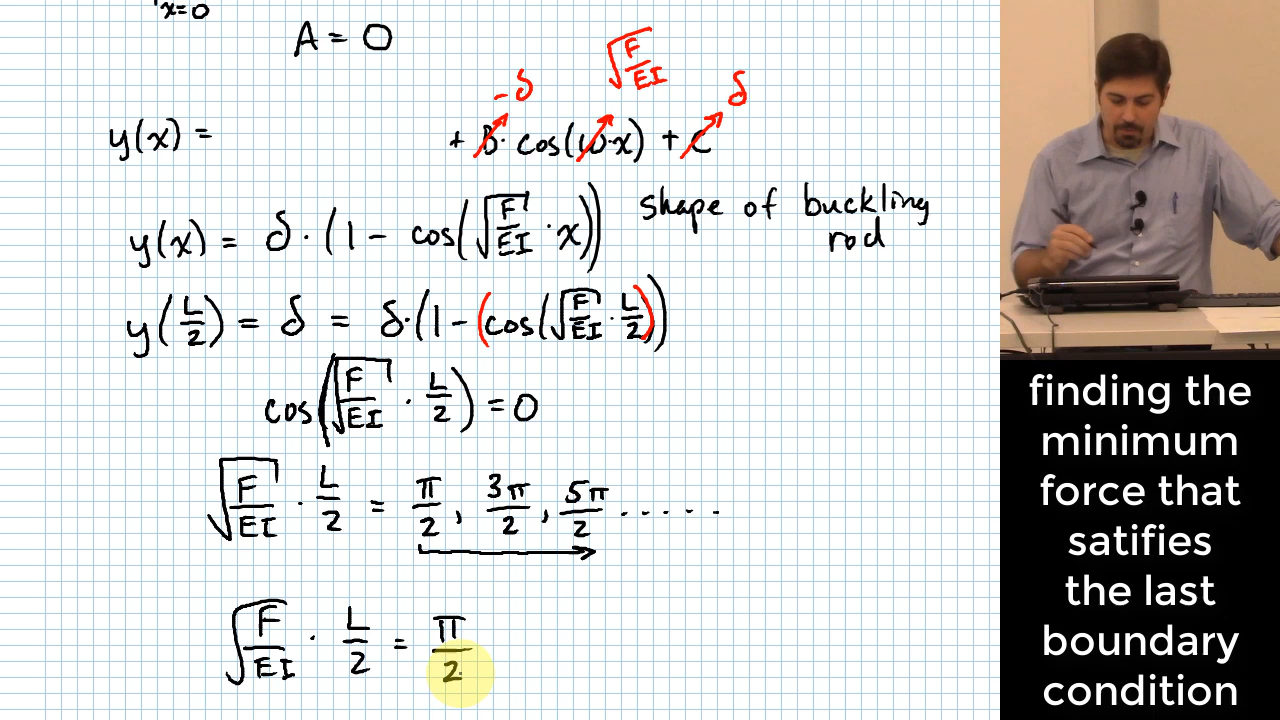 x=0
A = 0
-δ √(F/EI) δ
y(x) = + B · cos(ω·x) + C
y(x) = δ · (1 - cos(√(F/EI) · x)) shape of buckling
rod
y(L/2) = δ = δ·(1 - (cos(√(F/EI) · L/2)))
cos(√(F/EI) · L/2) = 0
√(F/EI) · L/2 = π/2, 3π/2, 5π/2 ......
√(F/EI) · L/2 = π/2
finding the
minimum
force that
satifies
the last
boundary
condition